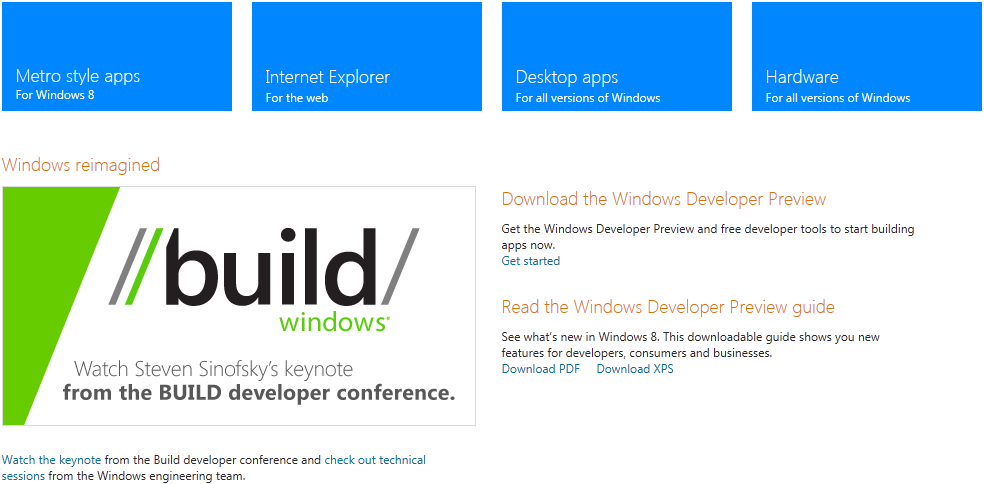 Metro style apps
For Windows 8
Internet Explorer
For the web
Desktop apps
For all versions of Windows
Hardware
For all versions of Windows
Windows reimagined
//build/
windows®
Watch Steven Sinofsky's keynote
from the BUILD developer conference.
Watch the keynote from the Build developer conference and check out technical
sessions from the Windows engineering team.
Download the Windows Developer Preview
Get the Windows Developer Preview and free developer tools to start building
apps now.
Get started
Read the Windows Developer Preview guide
See what's new in Windows 8. This downloadable guide shows you new
features for developers, consumers and businesses.
Download PDF Download XPS